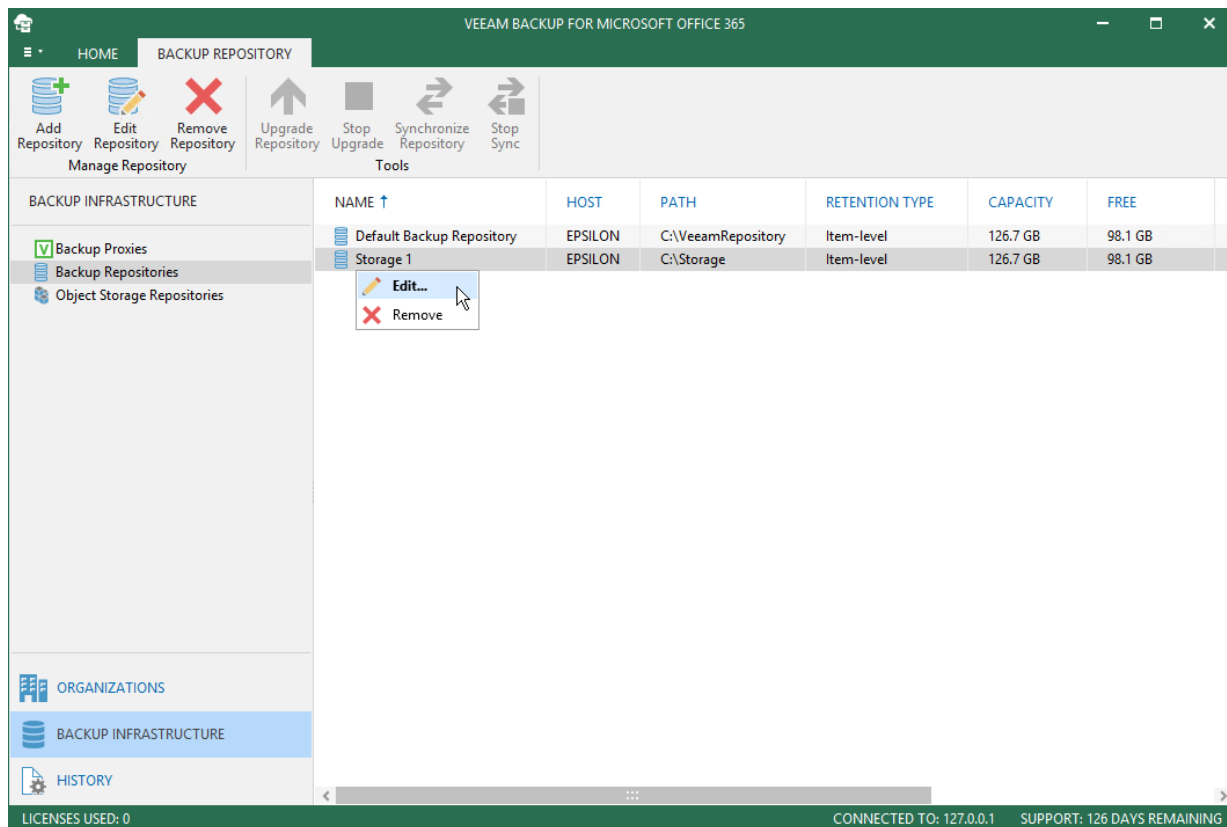 VEEAM BACKUP FOR MICROSOFT OFFICE 365
HOME BACKUP REPOSITORY
Add Repository
Edit Repository
Remove Repository
Upgrade Repository
Stop Upgrade
Synchronize Repository
Stop Sync
Manage Repository
Tools
BACKUP INFRASTRUCTURE
Backup Proxies
Backup Repositories
Object Storage Repositories
NAME HOST PATH RETENTION TYPE CAPACITY FREE
Default Backup Repository EPSILON C:\VeeamRepository Item-level 126.7 GB 98.1 GB
Storage 1 EPSILON C:\Storage Item-level 126.7 GB 98.1 GB
Edit...
Remove
ORGANIZATIONS
BACKUP INFRASTRUCTURE
HISTORY
LICENSES USED: 0 CONNECTED TO: 127.0.0.1 SUPPORT: 126 DAYS REMAINING